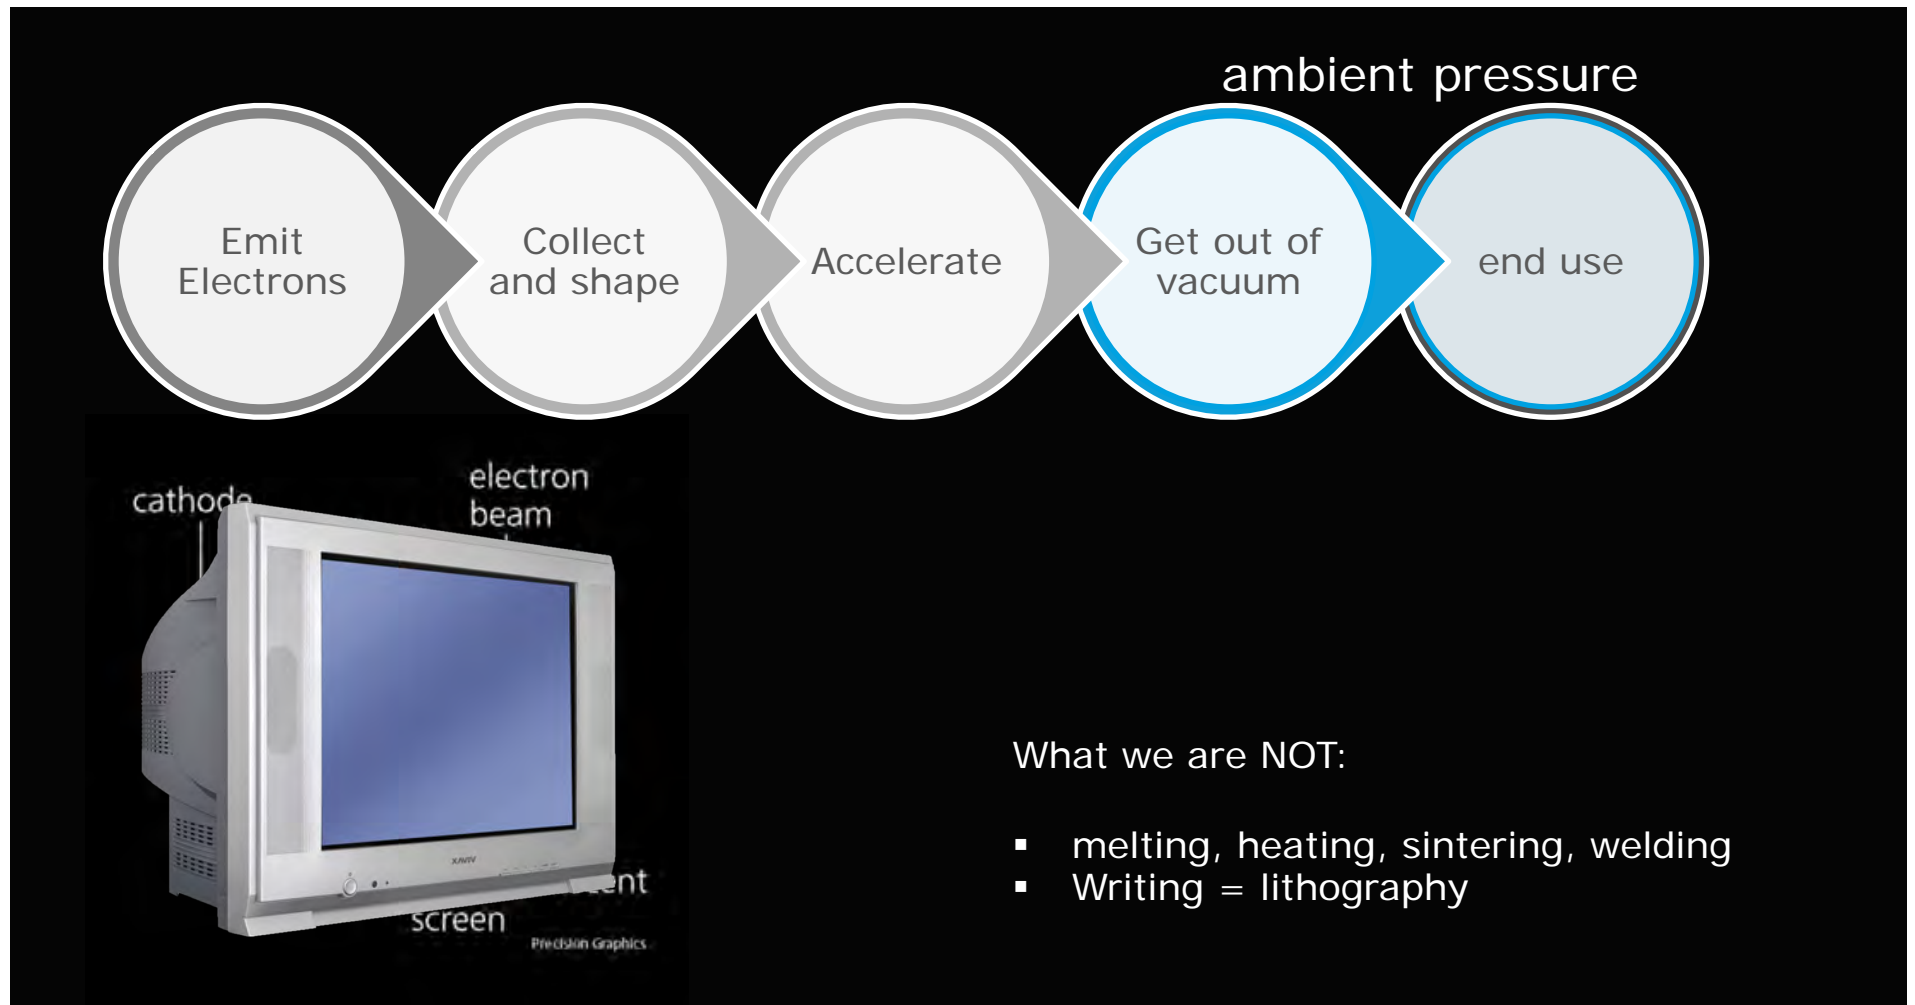 ambient pressure
Emit
Electrons
Collect
and shape
Accelerate
Get out of
vacuum
end use
cathode
electron
beam
screen
Precision Graphics
What we are NOT:
▪ melting, heating, sintering, welding
▪ Writing = lithography